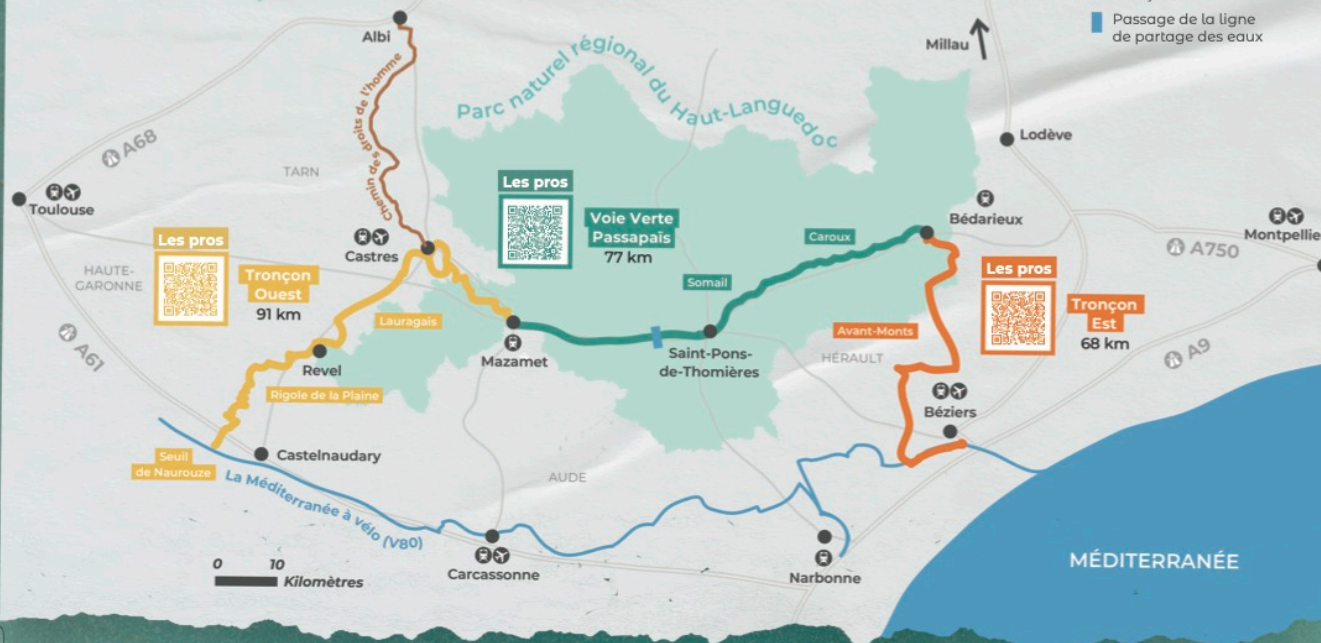 Passage de la ligne
de partage des eaux
Albi
Millau
Parc naturel régional du Haut-Languedoc
Chemin des droits de l'homme
A68
Lodève
TARN
Les pros
Toulouse
Bédarieux
Voie Verte
Passapaïs
77 km
Montpellie
Les pros
Castres
Caroux
A750
HAUTE-
GARONNE
Tronçon
Ouest
91 km
Les pros
Somail
Tronçon
Est
68 km
Lauragais
Avant-Monts
A61
Mazamet
Saint-Pons-
de-Thomières
HÉRAULT
A9
Revel
Rigole de la Plaine
Béziers
Seuil
de Naurouze
Castelnaudary
La Méditerranée à vélo (V80)
AUDE
MÉDITERRANÉE
0 10
Kilomètres
Carcassonne
Narbonne